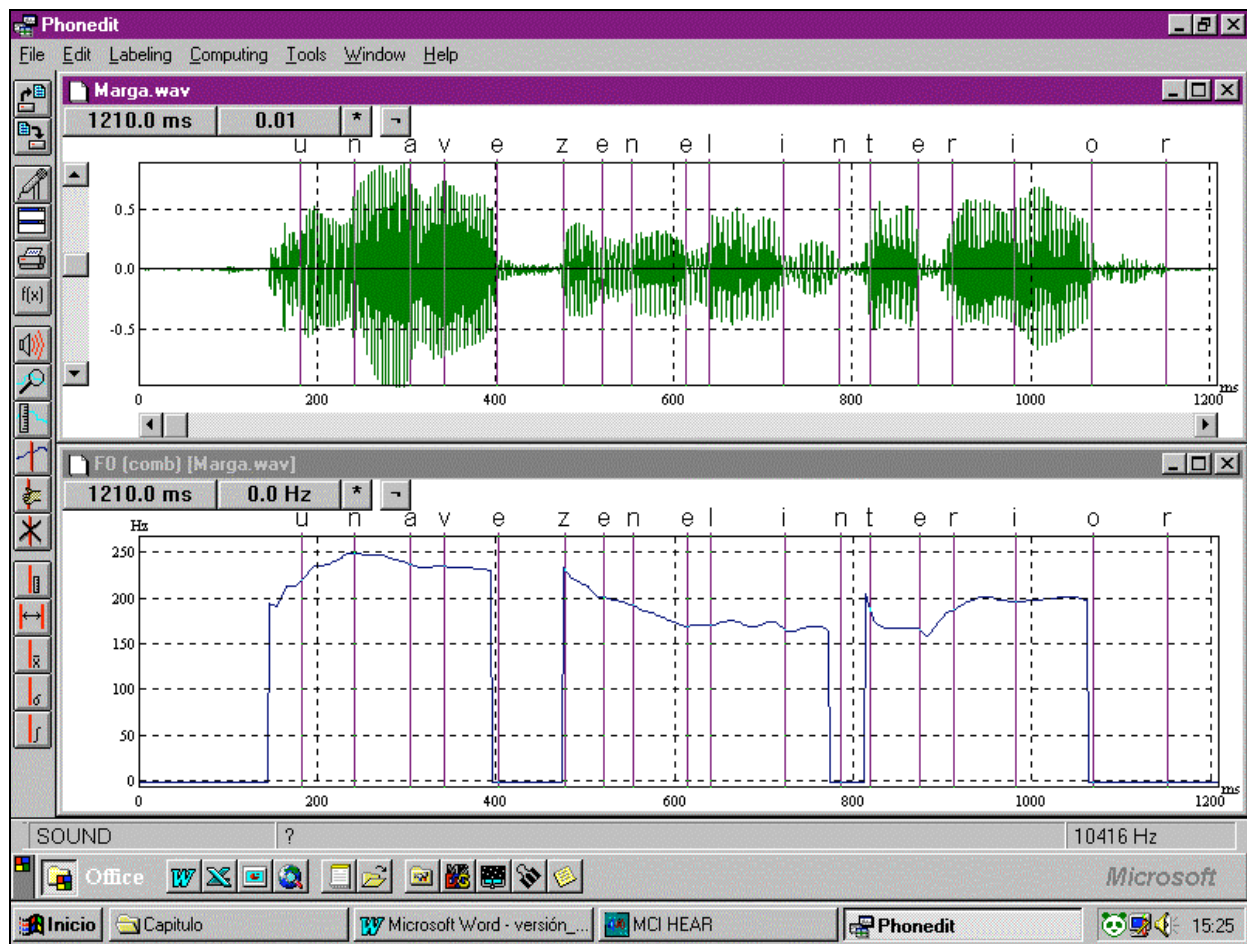 Phonedit
File Edit Labeling Computing Tools Window Help
Marga.wav
1210.0 ms 0.01 * ¬
u n a v e z e n e l i n t e r i o r
0.5
0.0
-0.5
0 200 400 600 800 1000 1200 ms
f(x)
F0 (comb) [Marga.wav]
1210.0 ms 0.0 Hz * ¬
Hz u n a v e z e n e l i n t e r i o r
250
200
150
100
50
0
0 200 400 600 800 1000 1200 ms
SOUND ? 10416 Hz
Office Microsoft
Inicio Capitulo Microsoft Word - versión_... MCI HEAR Phonedit 15:25